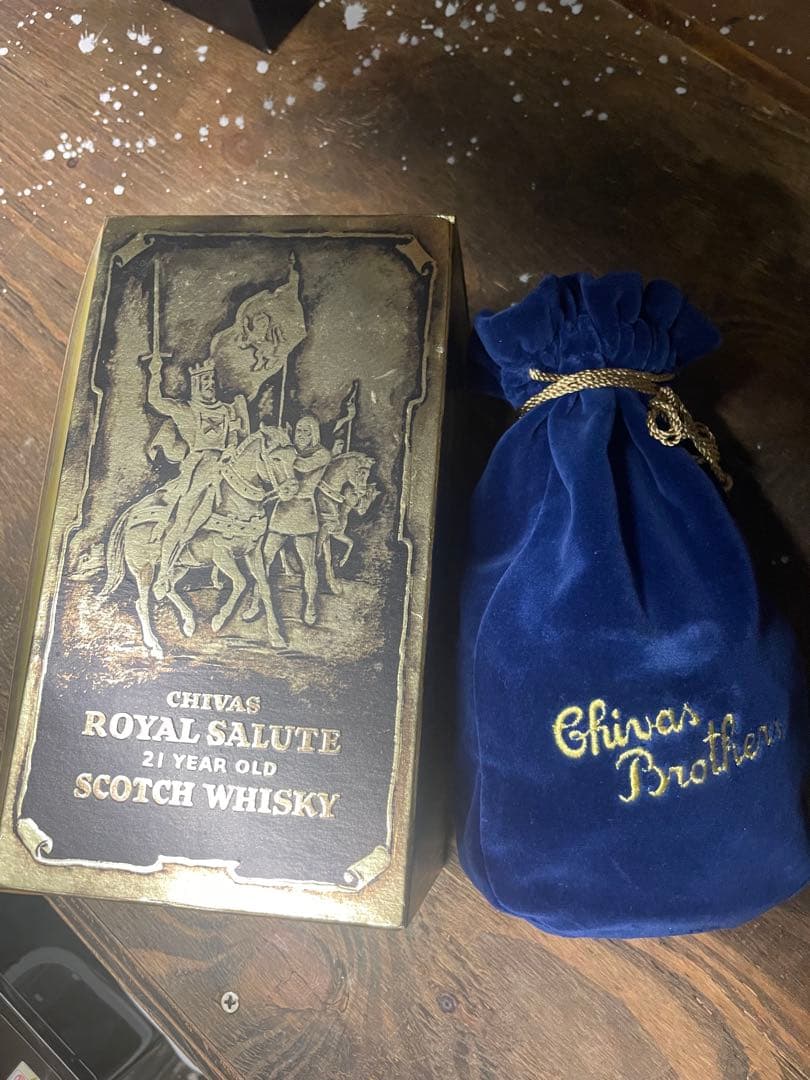 CHIVAS
ROYAL SALUTE
21 YEAR OLD
SCOTCH WHISKY
Chivas
Brothers